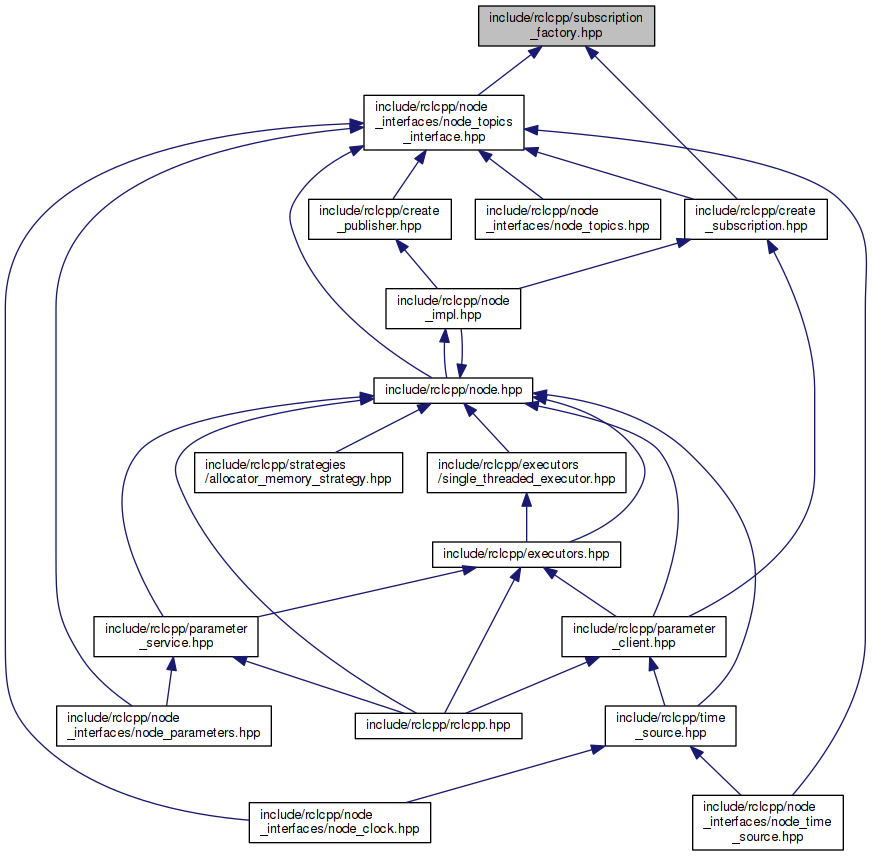 include/rclcpp/subscription
_factory.hpp
include/rclcpp/node
_interfaces/node_topics
_interface.hpp
include/rclcpp/create
_publisher.hpp
include/rclcpp/node
_interfaces/node_topics.hpp
include/rclcpp/create
_subscription.hpp
include/rclcpp/node
_impl.hpp
include/rclcpp/node.hpp
include/rclcpp/strategies
/allocator_memory_strategy.hpp
include/rclcpp/executors
/single_threaded_executor.hpp
include/rclcpp/executors.hpp
include/rclcpp/parameter
_service.hpp
include/rclcpp/parameter
_client.hpp
include/rclcpp/node
_interfaces/node_parameters.hpp
include/rclcpp/rclcpp.hpp
include/rclcpp/time
_source.hpp
include/rclcpp/node
_interfaces/node_clock.hpp
include/rclcpp/node
_interfaces/node_time
_source.hpp